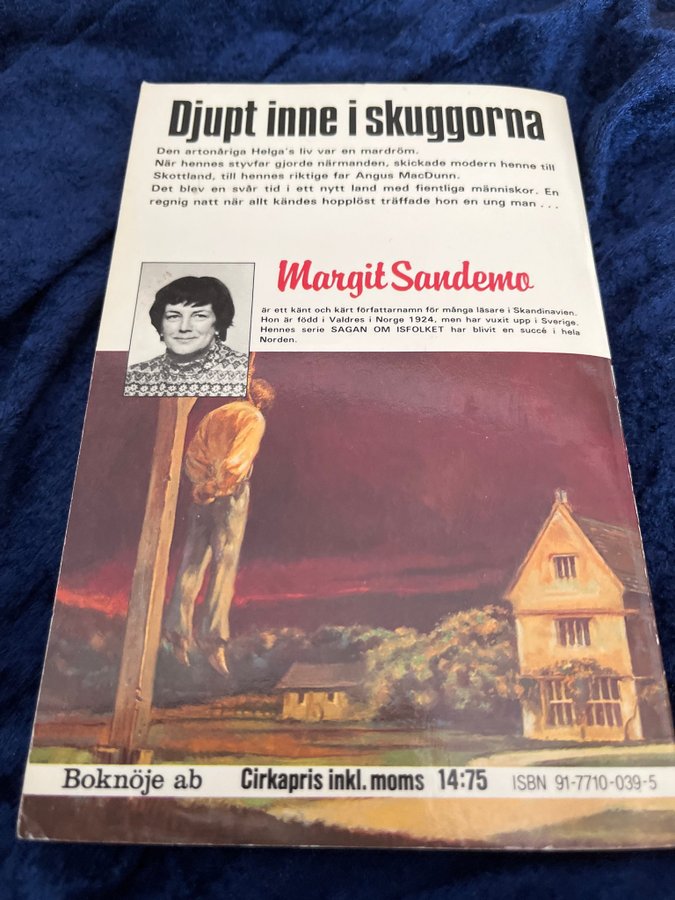 Djupt inne i skuggorna
Den artonåriga Helga's liv var en mardröm.
När hennes styvfar gjorde närmanden, skickade modern henne till
Skottland, till hennes riktige far Angus MacDunn.
Det blev en svår tid i ett nytt land med fientliga människor. En
regnig natt när allt kändes hopplöst träffade hon en ung man . . .
Margit Sandemo
är ett känt och kärt författarnamn för många läsare i Skandinavien.
Hon är född i Valdres i Norge 1924, men har vuxit upp i Sverige.
Hennes serie SAGAN OM ISFOLKET har blivit en succé i hela
Norden.
Boknöje ab Cirkapris inkl. moms 14:75 ISBN 91-7710-039-5